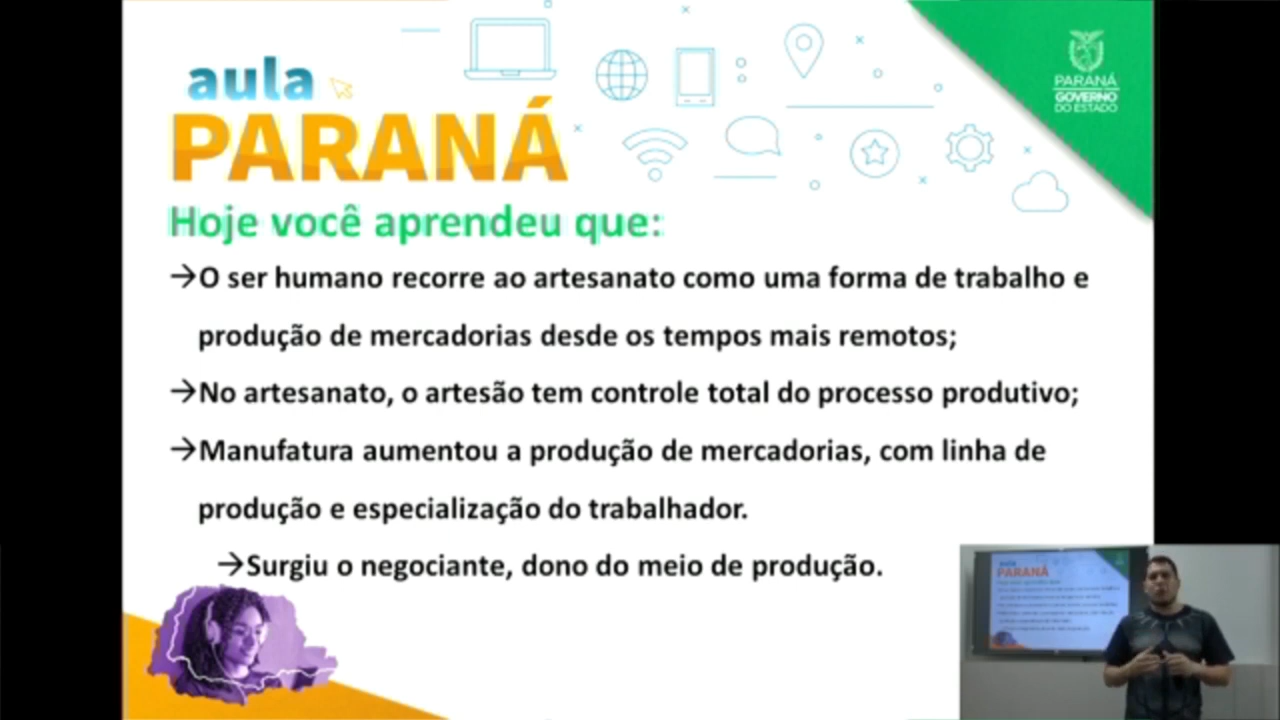 aula
PARANÁ
PARANÁ
GOVERNO
DO ESTADO
Hoje você aprendeu que:
→O ser humano recorre ao artesanato como uma forma de trabalho e
produção de mercadorias desde os tempos mais remotos;
→No artesanato, o artesão tem controle total do processo produtivo;
→Manufatura aumentou a produção de mercadorias, com linha de
produção e especialização do trabalhador.
→Surgiu o negociante, dono do meio de produção.
PARANÁ